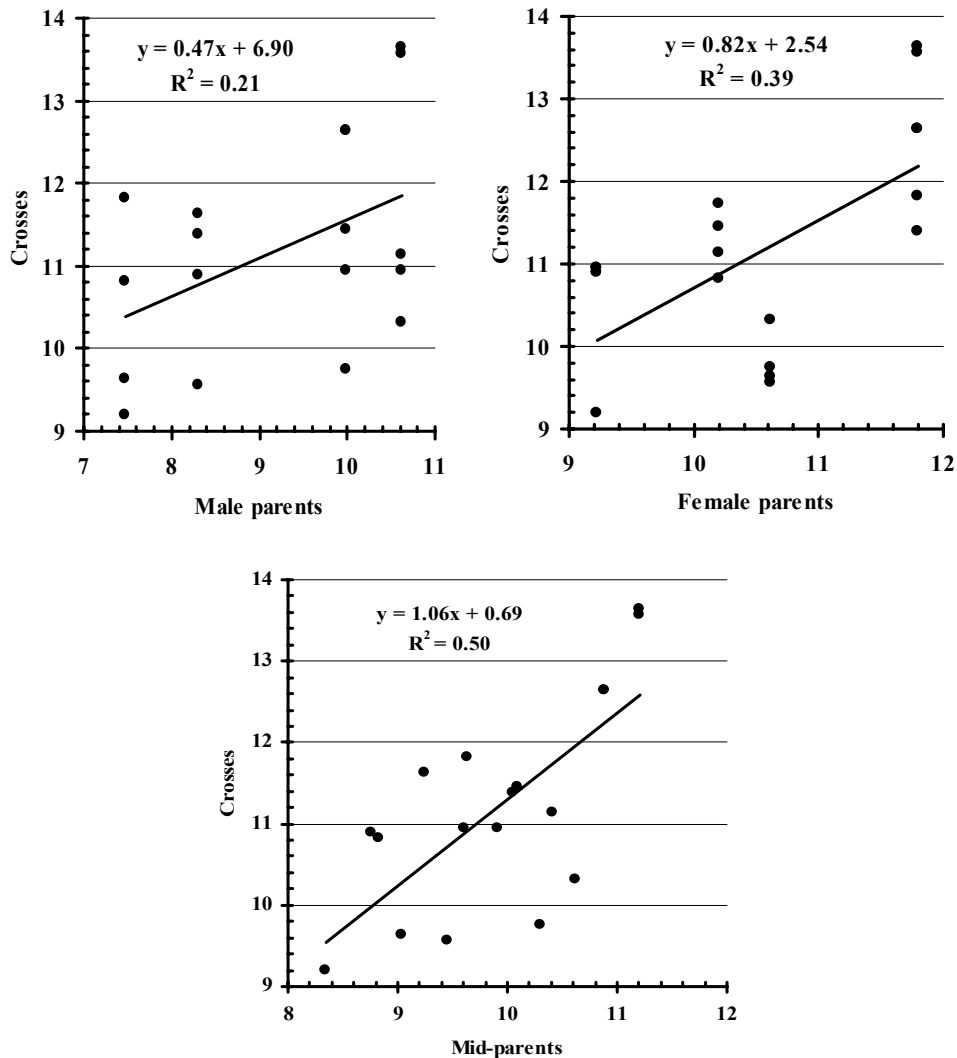 y = 0.47x + 6.90
R² = 0.21
14
13
12
11
10
9
Crosses
7 8 9 10 11
Male parents
y = 0.82x + 2.54
R² = 0.39
14
13
12
11
10
9
Crosses
9 10 11 12
Female parents
y = 1.06x + 0.69
R² = 0.50
14
13
12
11
10
9
Crosses
8 9 10 11 12
Mid-parents